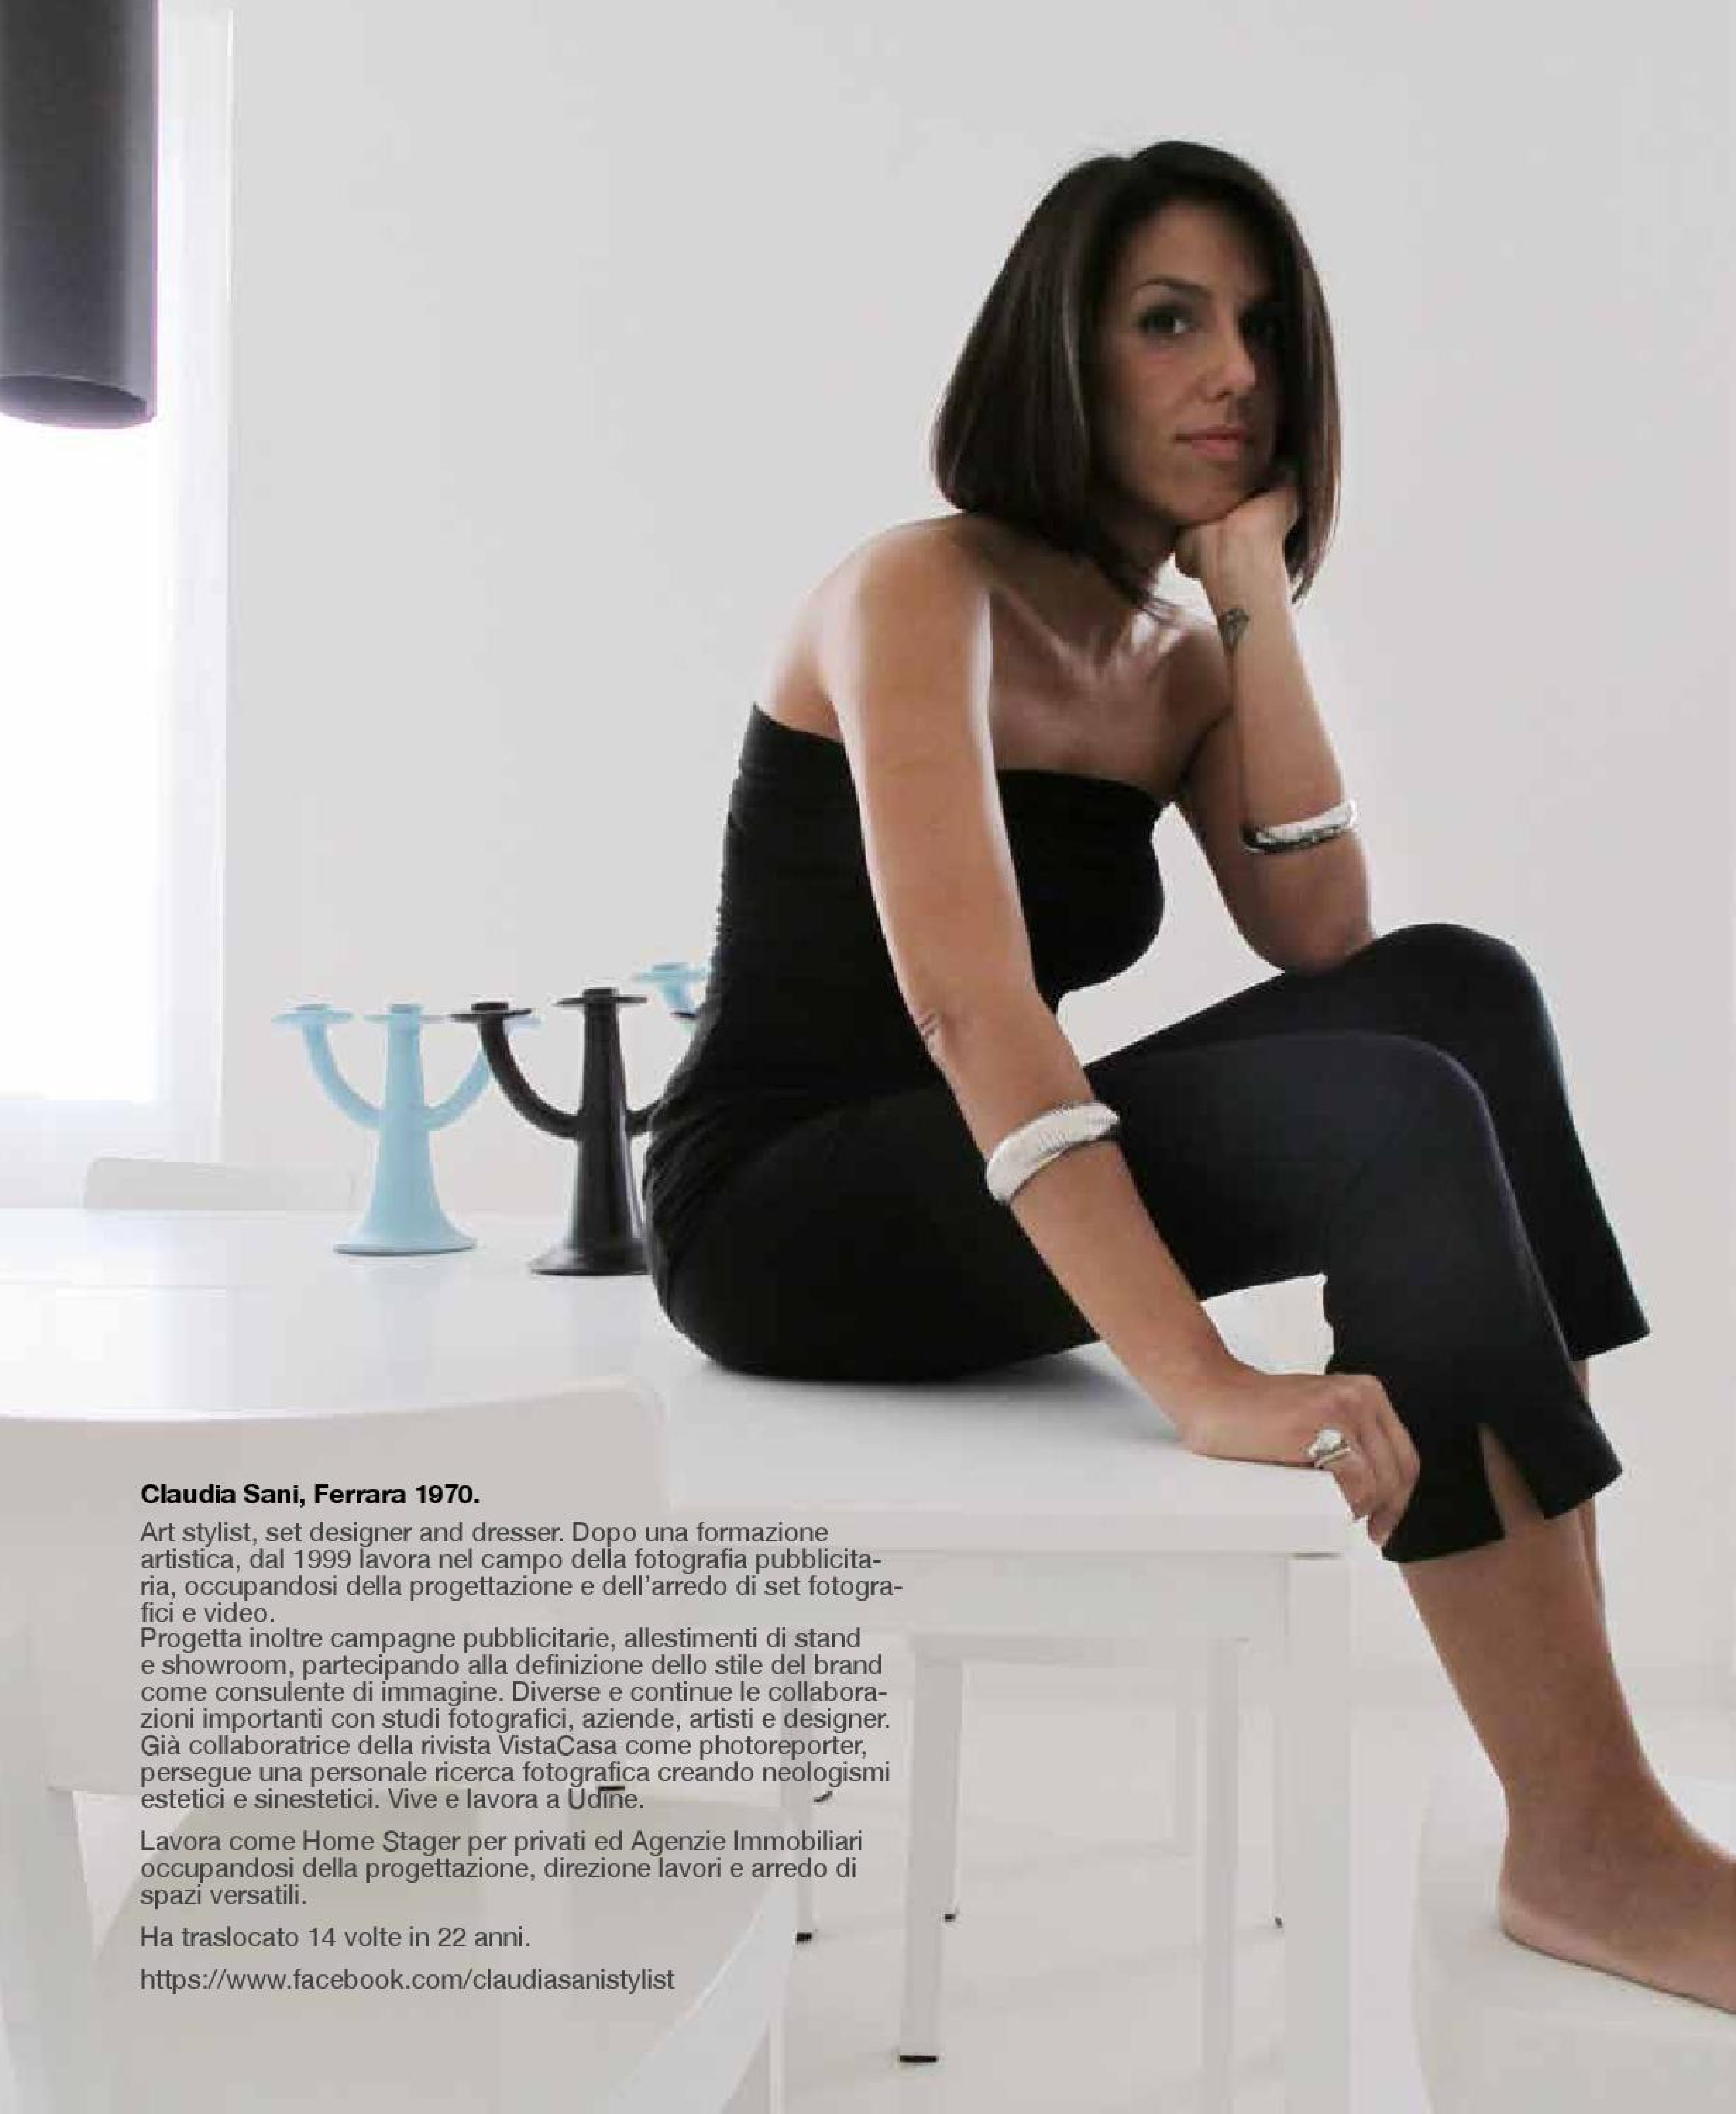 Claudia Sani, Ferrara 1970.
Art stylist, set designer and dresser. Dopo una formazione
artistica, dal 1999 lavora nel campo della fotografia pubblicita-
ria, occupandosi della progettazione e dell'arredo di set fotogra-
fici e video.
Progetta inoltre campagne pubblicitarie, allestimenti di stand
e showroom, partecipando alla definizione dello stile del brand
come consulente di immagine. Diverse e continue le collabora-
zioni importanti con studi fotografici, aziende, artisti e designer.
Già collaboratrice della rivista VistaCasa come photoreporter,
persegue una personale ricerca fotografica creando neologismi
estetici e sinestetici. Vive e lavora a Udine.
Lavora come Home Stager per privati ed Agenzie Immobiliari
occupandosi della progettazione, direzione lavori e arredo di
spazi versatili.
Ha traslocato 14 volte in 22 anni.
https://www.facebook.com/claudiasanistylist